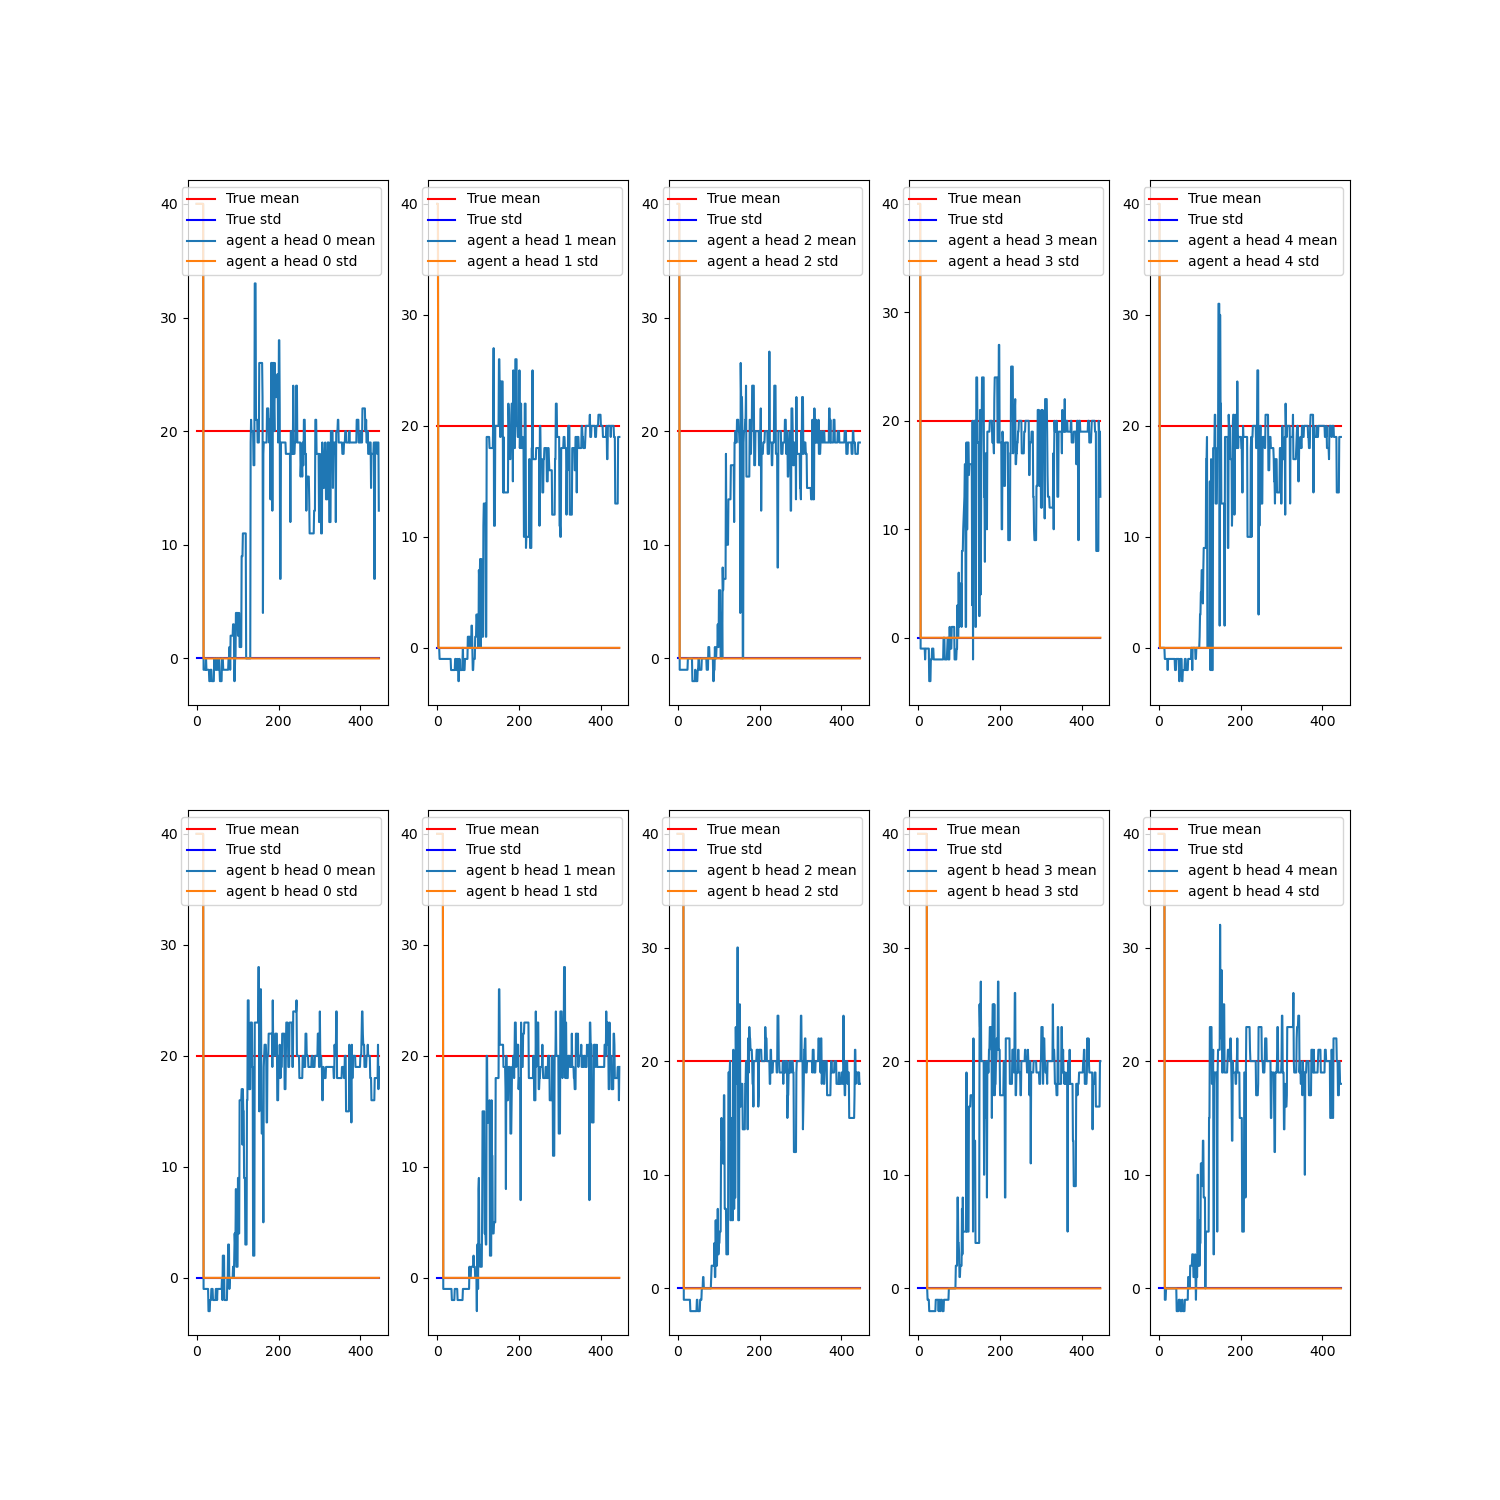 True mean
True std
agent a head 0 mean
agent a head 0 std
40
30
20
10
0
0 200 400
True mean
True std
agent a head 1 mean
agent a head 1 std
40
30
20
10
0
0 200 400
True mean
True std
agent a head 2 mean
agent a head 2 std
40
30
20
10
0
0 200 400
True mean
True std
agent a head 3 mean
agent a head 3 std
40
30
20
10
0
0 200 400
True mean
True std
agent a head 4 mean
agent a head 4 std
40
30
20
10
0
0 200 400
True mean
True std
agent b head 0 mean
agent b head 0 std
40
30
20
10
0
0 200 400
True mean
True std
agent b head 1 mean
agent b head 1 std
40
30
20
10
0
0 200 400
True mean
True std
agent b head 2 mean
agent b head 2 std
40
30
20
10
0
0 200 400
True mean
True std
agent b head 3 mean
agent b head 3 std
40
30
20
10
0
0 200 400
True mean
True std
agent b head 4 mean
agent b head 4 std
40
30
20
10
0
0 200 400